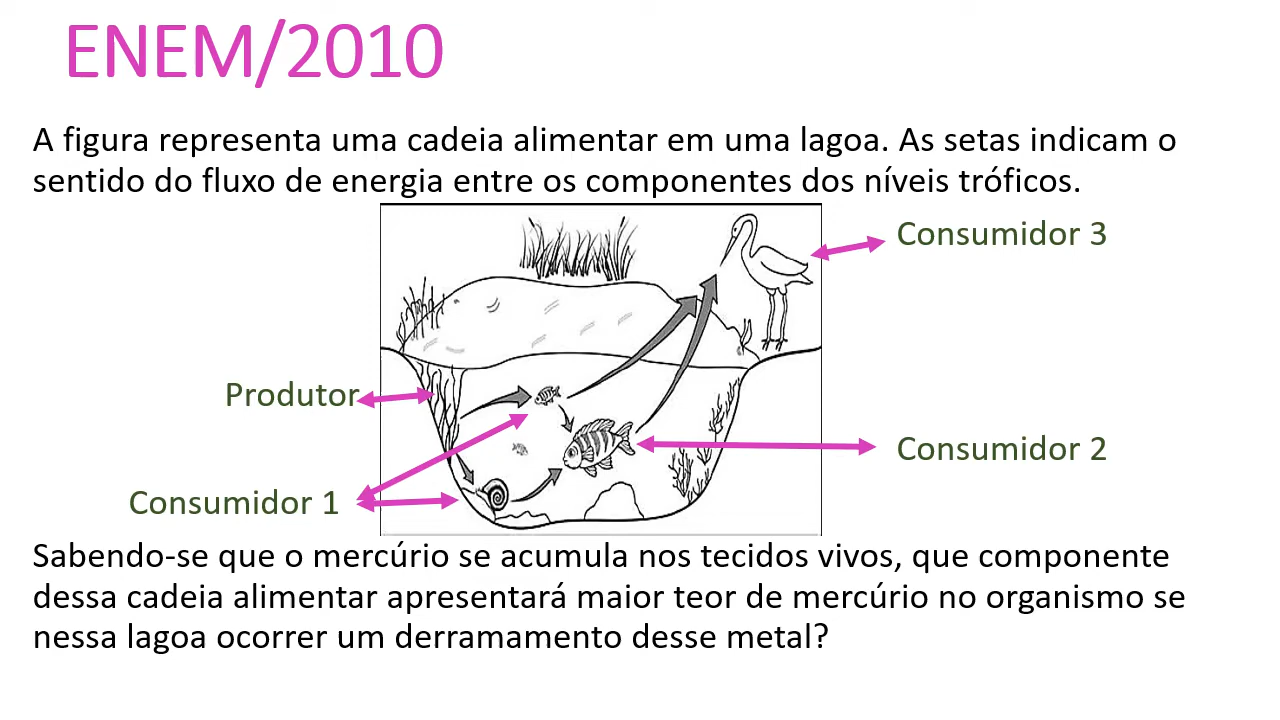 ENEM/2010
A figura representa uma cadeia alimentar em uma lagoa. As setas indicam o
sentido do fluxo de energia entre os componentes dos níveis tróficos.
Consumidor 3
Produtor
Consumidor 2
Consumidor 1
Sabendo-se que o mercúrio se acumula nos tecidos vivos, que componente
dessa cadeia alimentar apresentará maior teor de mercúrio no organismo se
nessa lagoa ocorrer um derramamento desse metal?